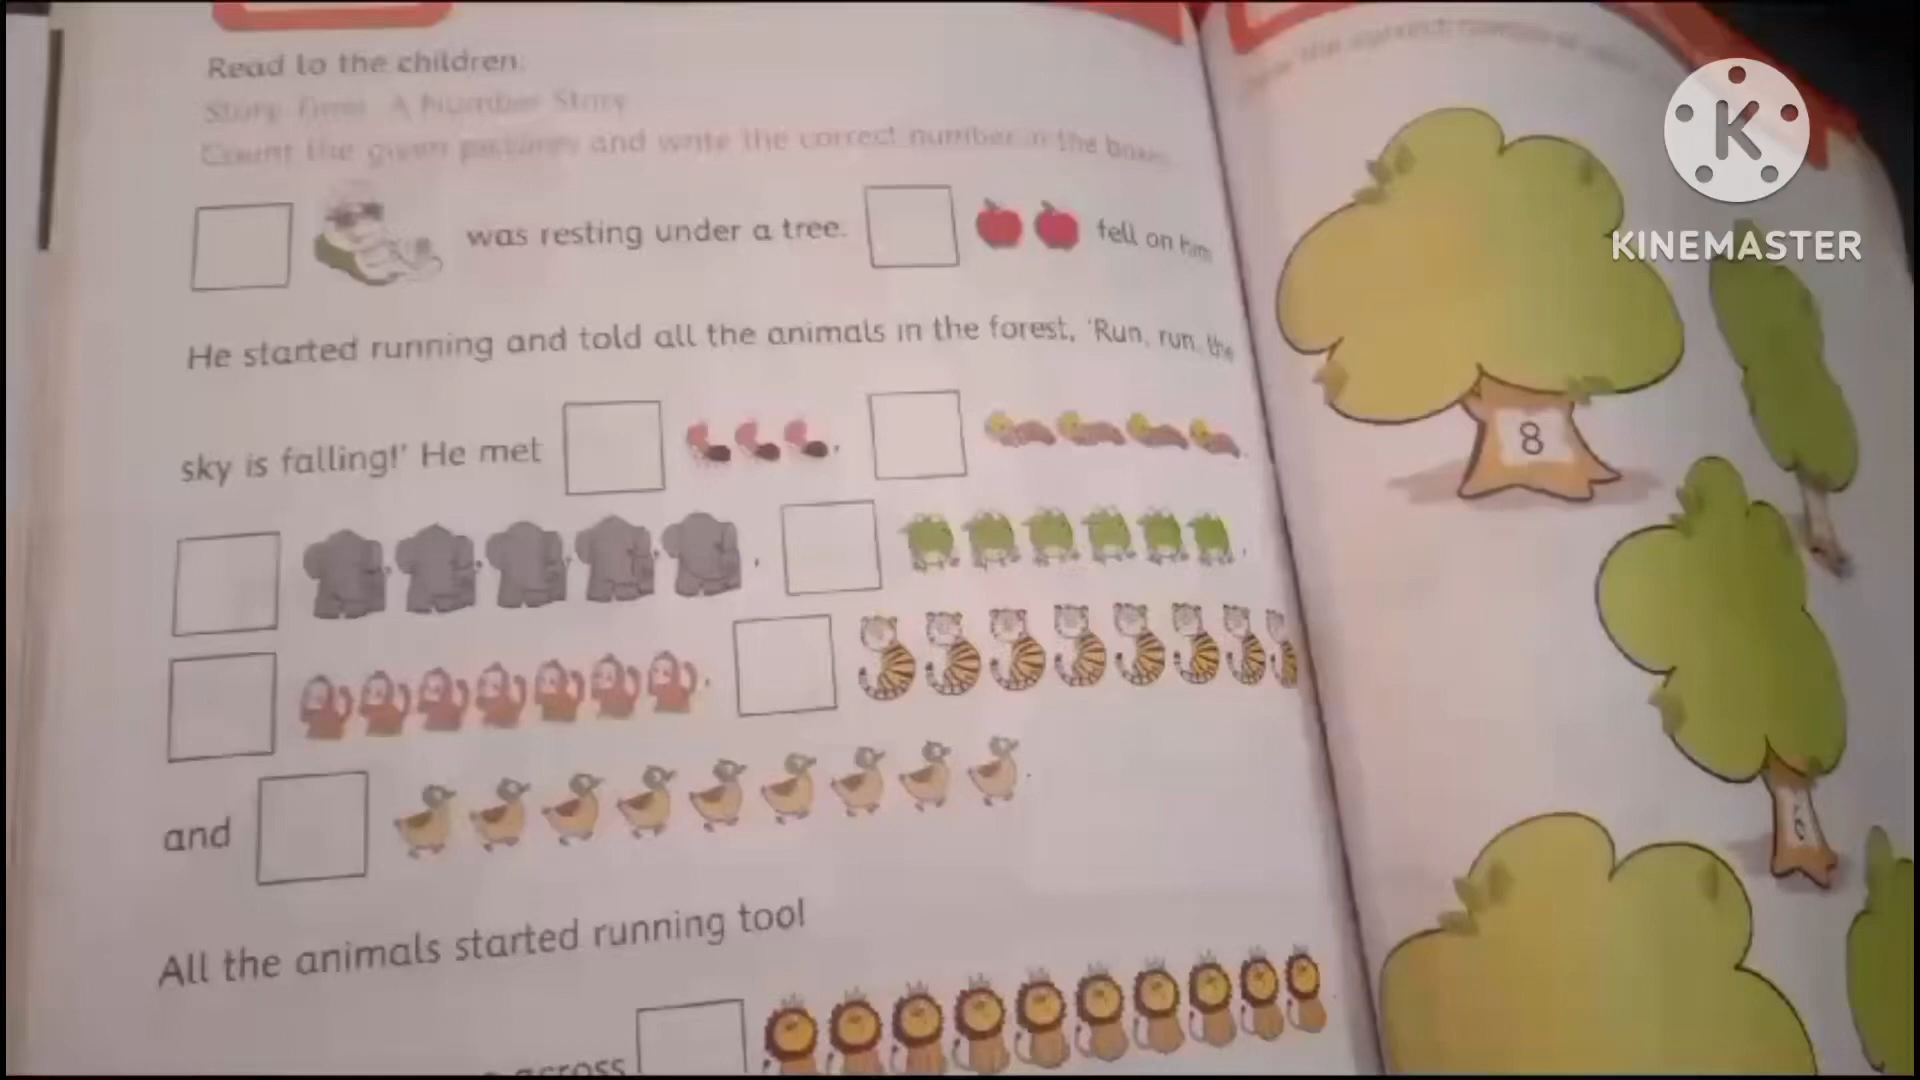 Read to the children:
Story Time: A Number Story
Count the given pictures and write the correct number in the boxes.
was resting under a tree. fell on him
He started running and told all the animals in the forest, 'Run, run, the
sky is falling!' He met , .
, .
,
and .
All the animals started running too!
across
8
6
K
KINEMASTER